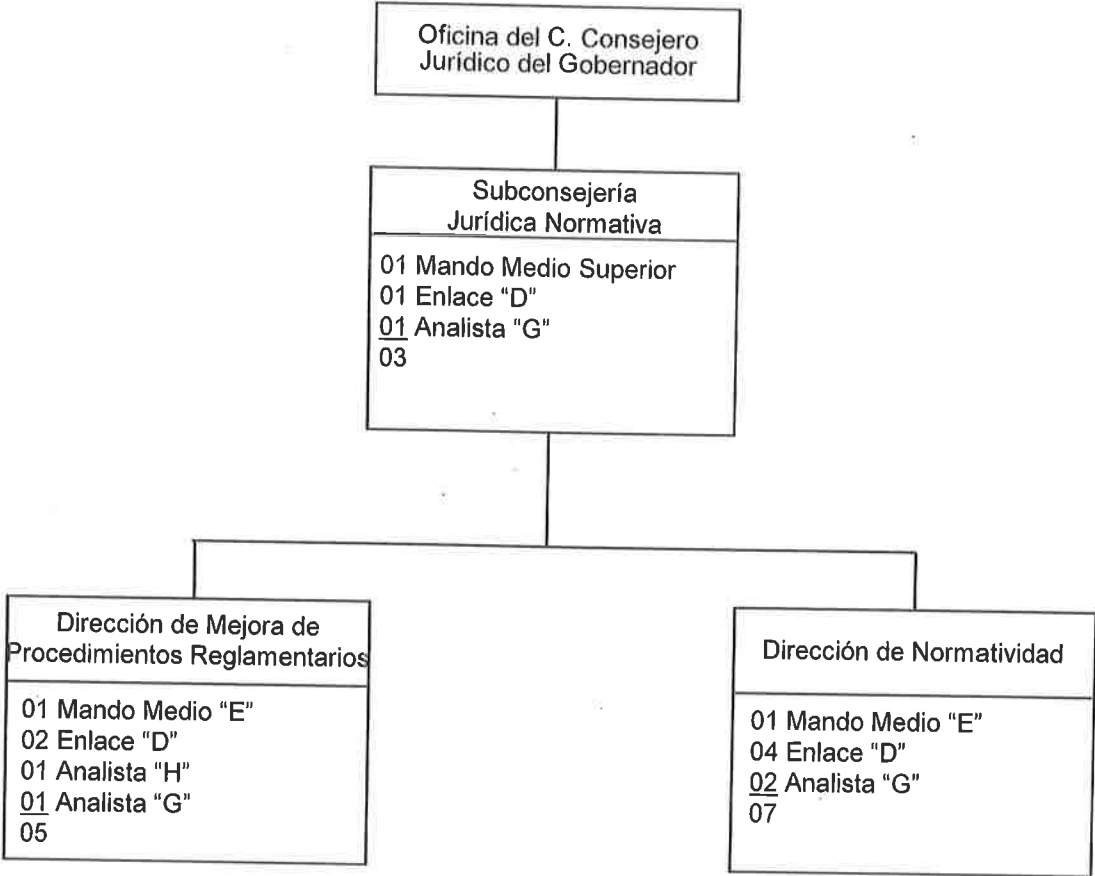 Oficina del C. Consejero
Jurídico del Gobernador
Subconsejería
Jurídica Normativa
01 Mando Medio Superior
01 Enlace “D”
01 Analista “G”
03
Dirección de Mejora de
Procedimientos Reglamentarios
01 Mando Medio “E”
02 Enlace “D”
01 Analista “H”
01 Analista “G”
05
Dirección de Normatividad
01 Mando Medio “E”
04 Enlace “D”
02 Analista “G”
07